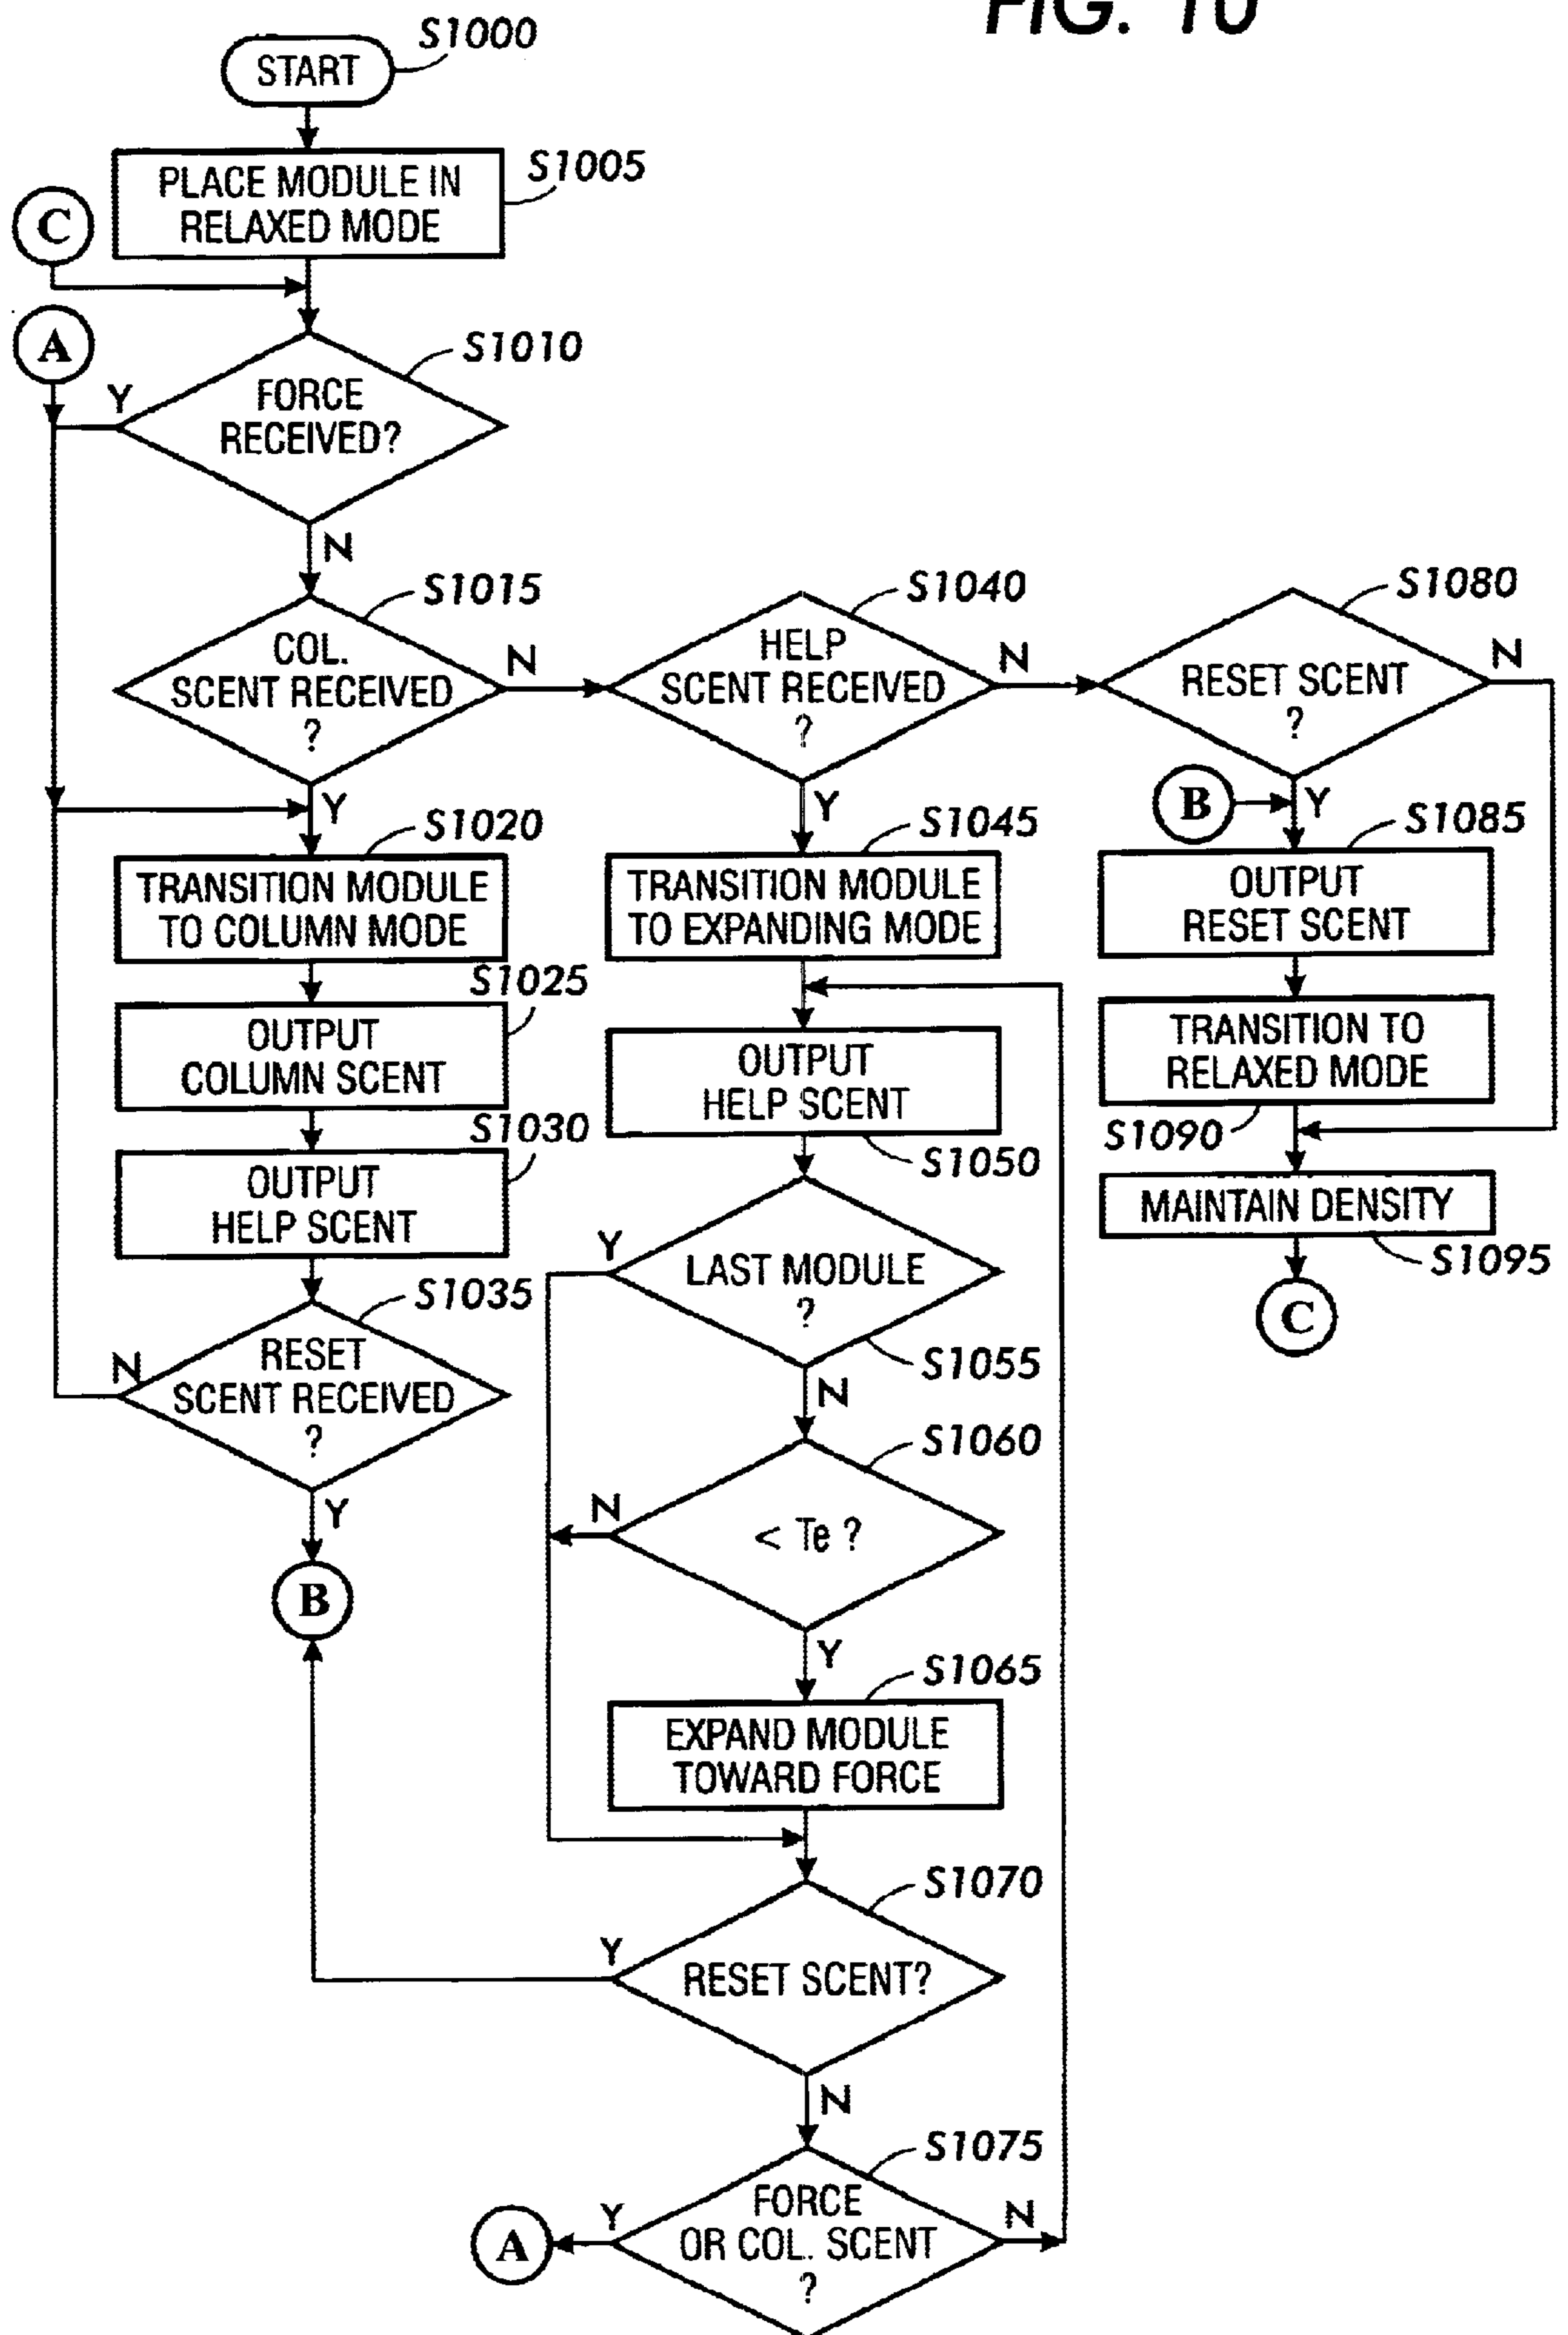 FIG. 10
START
S1000
PLACE MODULE IN
RELAXED MODE
S1005
C
A
FORCE
RECEIVED?
S1010
Y
N
COL.
SCENT RECEIVED
?
S1015
N
Y
HELP
SCENT RECEIVED
?
S1040
N
Y
RESET SCENT
?
S1080
N
Y
B
TRANSITION MODULE
TO COLUMN MODE
S1020
OUTPUT
COLUMN SCENT
S1025
OUTPUT
HELP SCENT
S1030
RESET
SCENT RECEIVED
?
S1035
N
Y
B
TRANSITION MODULE
TO EXPANDING MODE
S1045
OUTPUT
HELP SCENT
S1050
LAST MODULE
?
S1055
Y
N
< Te ?
S1060
N
Y
EXPAND MODULE
TOWARD FORCE
S1065
RESET SCENT?
S1070
Y
N
FORCE
OR COL. SCENT
?
S1075
Y
N
A
OUTPUT
RESET SCENT
S1085
TRANSITION TO
RELAXED MODE
S1090
MAINTAIN DENSITY
S1095
C